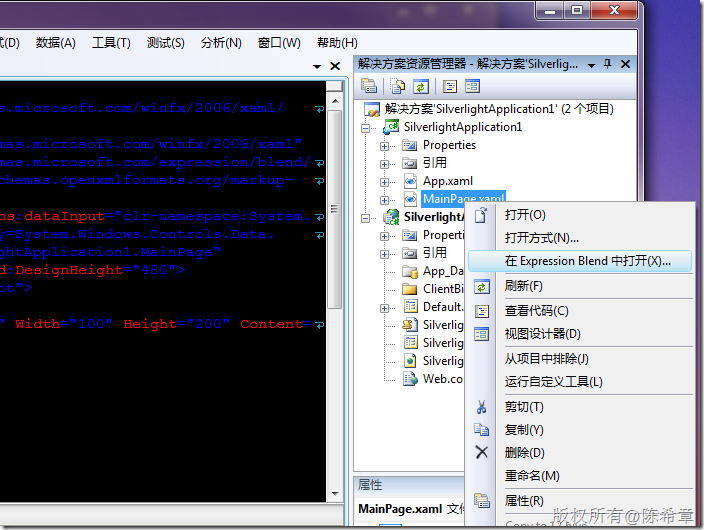 式(D) 数据(A) 工具(T) 测试(S) 分析(N) 窗口(W) 帮助(H)
as.microsoft.com/winfx/2006/xaml/
mas.microsoft.com/winfx/2006/xaml"
mas.microsoft.com/expression/blend/
chemas.openxmlformats.org/markup-
ns:dataInput="clr-namespace:System.
y=System.Windows.Controls.Data.
ghtApplication1.MainPage"
d:DesignHeight="480">
ot">
" Width="100" Height="200" Content=
解决方案资源管理器 - 解决方案'Silverlig...
解决方案'SilverlightApplication1' (2 个项目)
SilverlightApplication1
Properties
引用
App.xaml
MainPage.xaml
SilverlightA
Properti
引用
App_Da
ClientBi
Default.
Silverlig
Silverlig
Silverlig
Web.co
打开(O)
打开方式(N)...
在 Expression Blend 中打开(X)...
刷新(F)
查看代码(C)
视图设计器(D)
从项目中排除(J)
运行自定义工具(L)
剪切(T)
复制(Y)
删除(D)
重命名(M)
属性(R)
属性
MainPage.xaml 文件
版权所有@陈希章